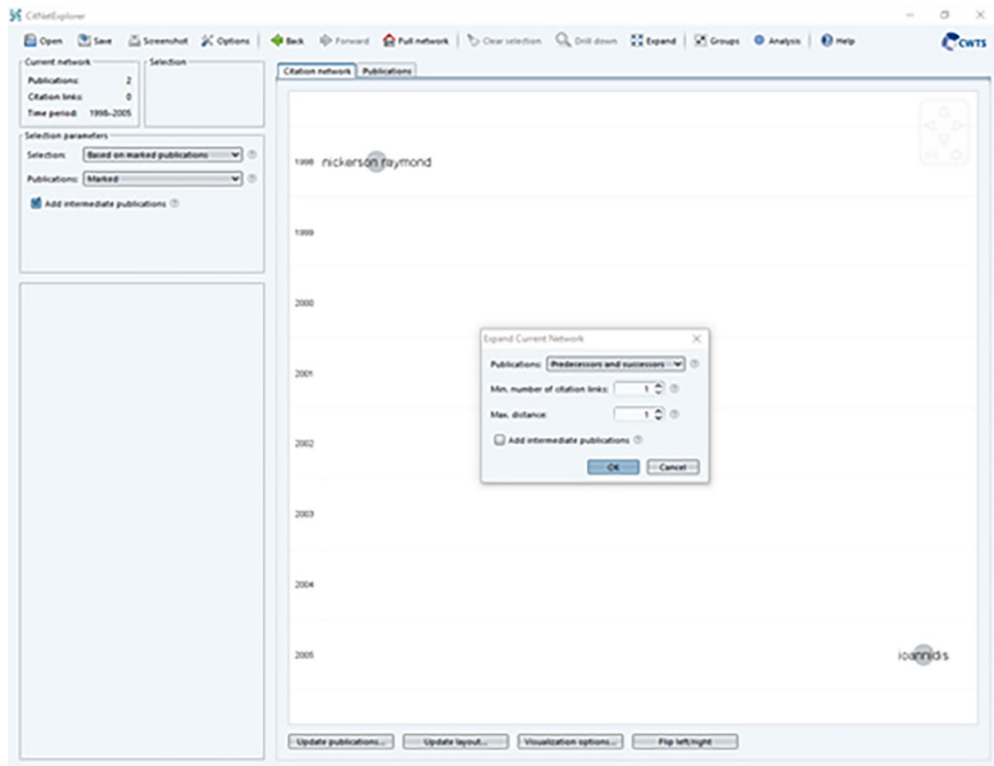 CitNetExplorer
Open Save Screenshot Options Back Forward Full network Clear selection Drill down Expand Groups Analysis Help CWTS
Current network
Publications: 2
Citation links: 0
Time period: 1998-2005
Selection
Selection parameters
Selection: Based on marked publications
Publications: Marked
Add intermediate publications
Citation network Publications
1998 nickerson raymond
1999
2000
2001
2002
2003
2004
2005 ioannidis
Expand Current Network
Publications: Predecessors and successors
Min. number of citation links: 1
Max. distance: 1
Add intermediate publications
OK Cancel
Update publications... Update layout... Visualization options... Flip left/right